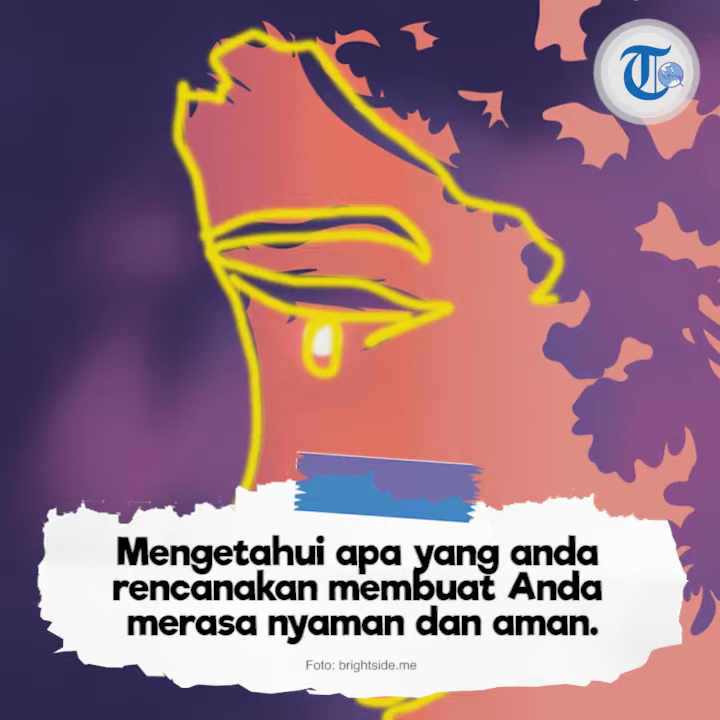 T
Mengetahui apa yang anda
rencanakan membuat Anda
merasa nyaman dan aman.
Foto: brightside.me